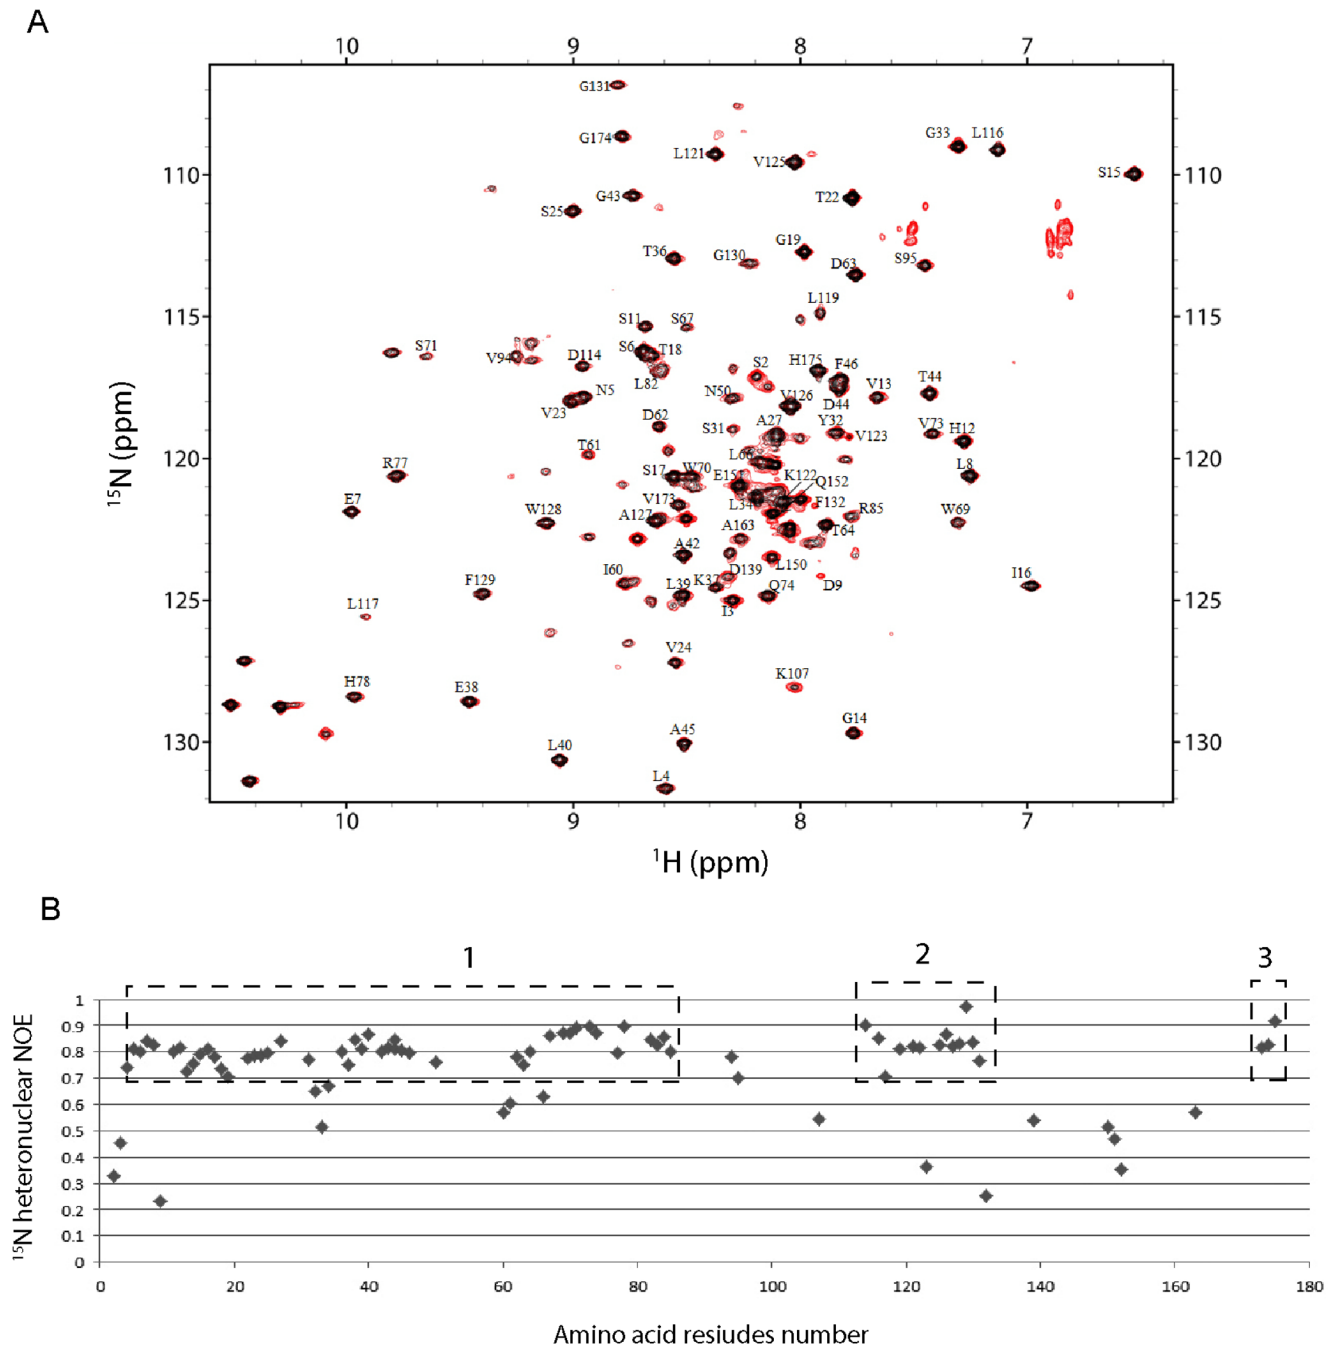 A
10 9 8 7
G131
G174
G33 L116
L121
V125
110 S15 110
G43 T22
S25
G19
T36 G130
D63 S95
L119
115 S11 S67 115
S71 S6 T18
V94 D114 S2 H175 F46
L82
N5 N50 V126 V13 T44
V23 D44
D62 A27 Y32 V73 H12
S31 V123
T61 L66
120 R77 S17 W70 E151 K122 L8 120
Q152
E7 V173 L34 F132
W128 A127 A163 R85 W69
T64
A42
I60 D139 L150
F129 L39 K37 Q74 D9 I16
125 I3 125
L117
V24
H78 E38 K107
G14
130 L40 A45 130
L4
10 9 8 7
15N (ppm)
1H (ppm)
B
1 2 3
1
0.9
0.8
0.7
0.6
0.5
0.4
0.3
0.2
0.1
0
15N heteronuclear NOE
0 20 40 60 80 100 120 140 160 180
Amino acid resiudes number